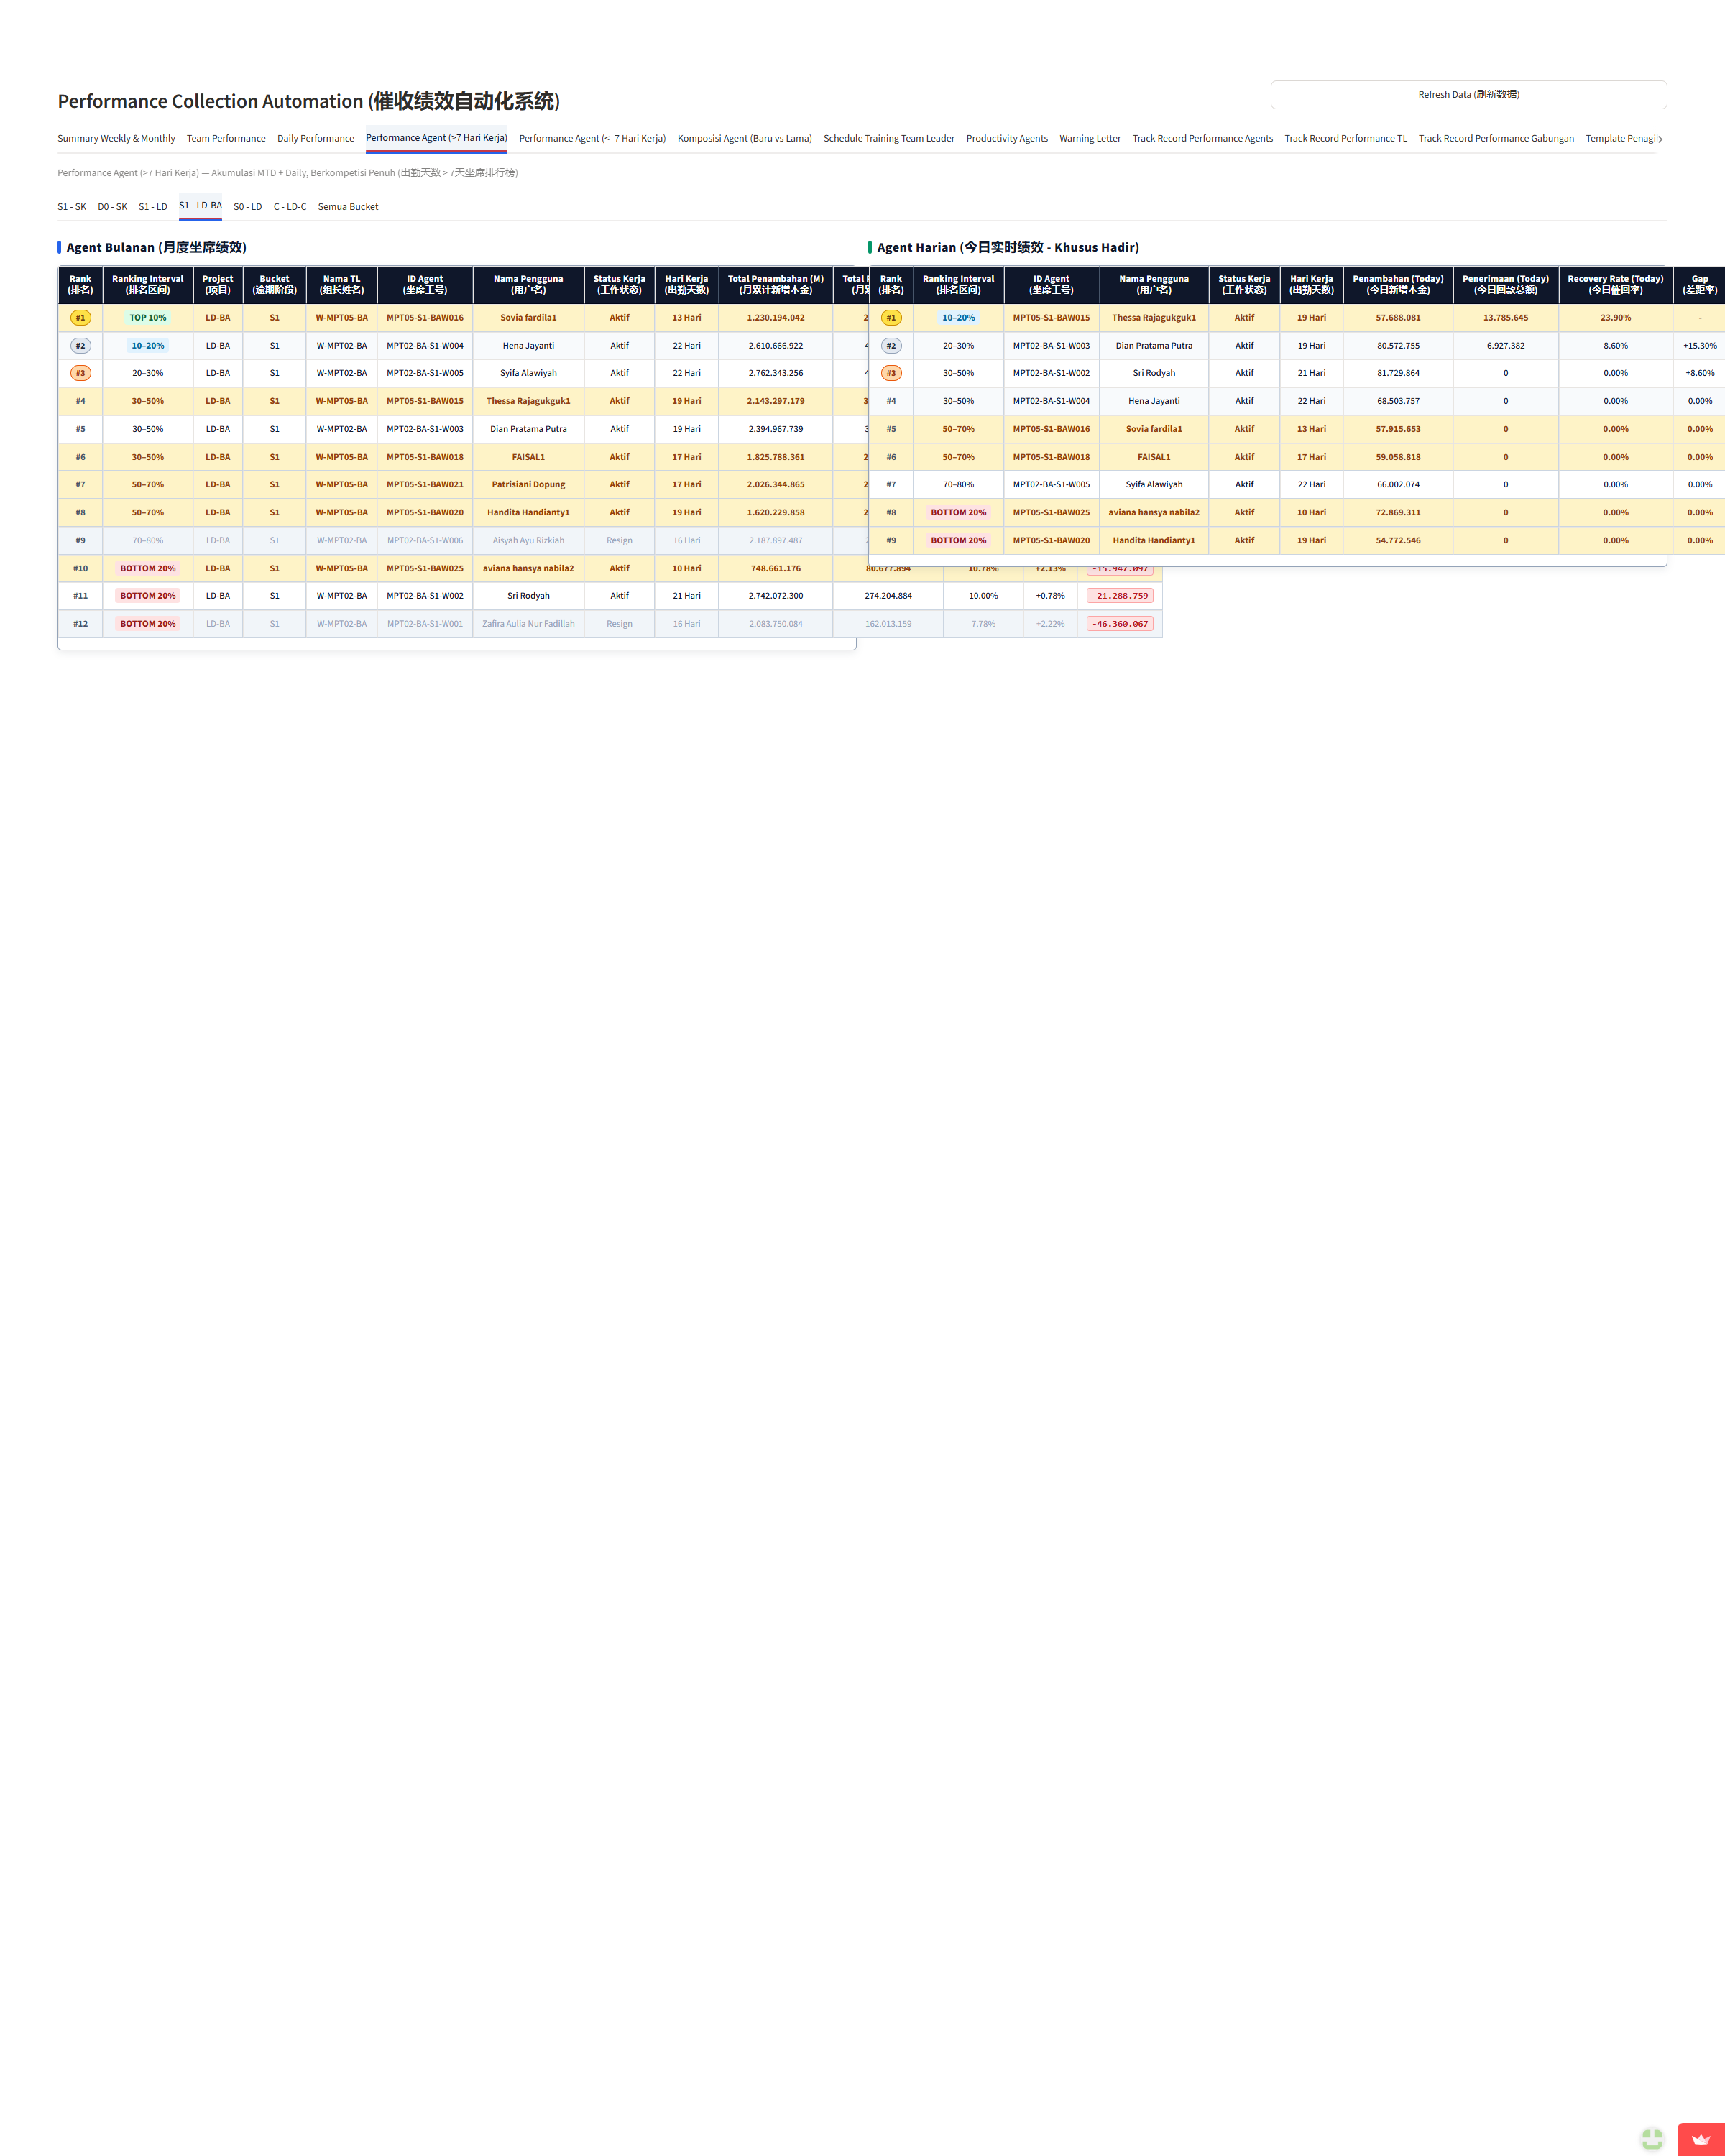 Performance Collection Automation (催收绩效自动化系统)
Refresh Data (刷新数据)
Summary Weekly & Monthly Team Performance Daily Performance Performance Agent (>7 Hari Kerja) Performance Agent (<=7 Hari Kerja) Komposisi Agent (Baru vs Lama) Schedule Training Team Leader Productivity Agents Warning Letter Track Record Performance Agents Track Record Performance TL Track Record Performance Gabungan Template Penagi
Performance Agent (>7 Hari Kerja) — Akumulasi MTD + Daily, Berkompetisi Penuh (出勤天数 > 7天坐席排行榜)
S1 - SK D0 - SK S1 - LD S1 - LD-BA S0 - LD C - LD-C Semua Bucket
Agent Bulanan (月度坐席绩效)
Rank Ranking Interval Project Bucket Nama TL ID Agent Nama Pengguna Status Kerja Hari Kerja Total Penambahan (M) Total
(排名) (排名区间) (项目) (逾期阶段) (组长姓名) (坐席工号) (用户名) (工作状态) (出勤天数) (月累计新增本金)
#1 TOP 10% LD-BA S1 W-MPT05-BA MPT05-S1-BAW016 Sovia fardila1 Aktif 13 Hari 1.230.194.042 2
#2 10–20% LD-BA S1 W-MPT02-BA MPT02-BA-S1-W004 Hena Jayanti Aktif 22 Hari 2.610.666.922 4
#3 20–30% LD-BA S1 W-MPT02-BA MPT02-BA-S1-W005 Syifa Alawiyah Aktif 22 Hari 2.762.343.256 4
#4 30–50% LD-BA S1 W-MPT05-BA MPT05-S1-BAW015 Thessa Rajagukguk1 Aktif 19 Hari 2.143.297.179 3
#5 30–50% LD-BA S1 W-MPT02-BA MPT02-BA-S1-W003 Dian Pratama Putra Aktif 19 Hari 2.394.967.739 3
#6 30–50% LD-BA S1 W-MPT05-BA MPT05-S1-BAW018 FAISAL1 Aktif 17 Hari 1.825.788.361 2
#7 50–70% LD-BA S1 W-MPT05-BA MPT05-S1-BAW021 Patrisiani Dopung Aktif 17 Hari 2.026.344.865 2
#8 50–70% LD-BA S1 W-MPT05-BA MPT05-S1-BAW020 Handita Handianty1 Aktif 19 Hari 1.620.229.858 2
#9 70–80% LD-BA S1 W-MPT02-BA MPT02-BA-S1-W006 Aisyah Ayu Rizkiah Resign 16 Hari 2.187.897.487 2
#10 BOTTOM 20% LD-BA S1 W-MPT05-BA MPT05-S1-BAW025 aviana hansya nabila2 Aktif 10 Hari 748.661.176 80.677.894 10.78% +2.13% -15.947.097
#11 BOTTOM 20% LD-BA S1 W-MPT02-BA MPT02-BA-S1-W002 Sri Rodyah Aktif 21 Hari 2.742.072.300 274.204.884 10.00% +0.78% -21.288.759
#12 BOTTOM 20% LD-BA S1 W-MPT02-BA MPT02-BA-S1-W001 Zafira Aulia Nur Fadillah Resign 16 Hari 2.083.750.084 162.013.159 7.78% +2.22% -46.360.067
Agent Harian (今日实时绩效 - Khusus Hadir)
Rank Ranking Interval ID Agent Nama Pengguna Status Kerja Hari Kerja Penambahan (Today) Penerimaan (Today) Recovery Rate (Today) Gap
(排名) (排名区间) (坐席工号) (用户名) (工作状态) (出勤天数) (今日新增本金) (今日回款总额) (今日催回率) (差距率)
#1 10–20% MPT05-S1-BAW015 Thessa Rajagukguk1 Aktif 19 Hari 57.688.081 13.785.645 23.90% -
#2 20–30% MPT02-BA-S1-W003 Dian Pratama Putra Aktif 19 Hari 80.572.755 6.927.382 8.60% +15.30%
#3 30–50% MPT02-BA-S1-W002 Sri Rodyah Aktif 21 Hari 81.729.864 0 0.00% +8.60%
#4 30–50% MPT02-BA-S1-W004 Hena Jayanti Aktif 22 Hari 68.503.757 0 0.00% 0.00%
#5 50–70% MPT05-S1-BAW016 Sovia fardila1 Aktif 13 Hari 57.915.653 0 0.00% 0.00%
#6 50–70% MPT05-S1-BAW018 FAISAL1 Aktif 17 Hari 59.058.818 0 0.00% 0.00%
#7 70–80% MPT02-BA-S1-W005 Syifa Alawiyah Aktif 22 Hari 66.002.074 0 0.00% 0.00%
#8 BOTTOM 20% MPT05-S1-BAW025 aviana hansya nabila2 Aktif 10 Hari 72.869.311 0 0.00% 0.00%
#9 BOTTOM 20% MPT05-S1-BAW020 Handita Handianty1 Aktif 19 Hari 54.772.546 0 0.00% 0.00%